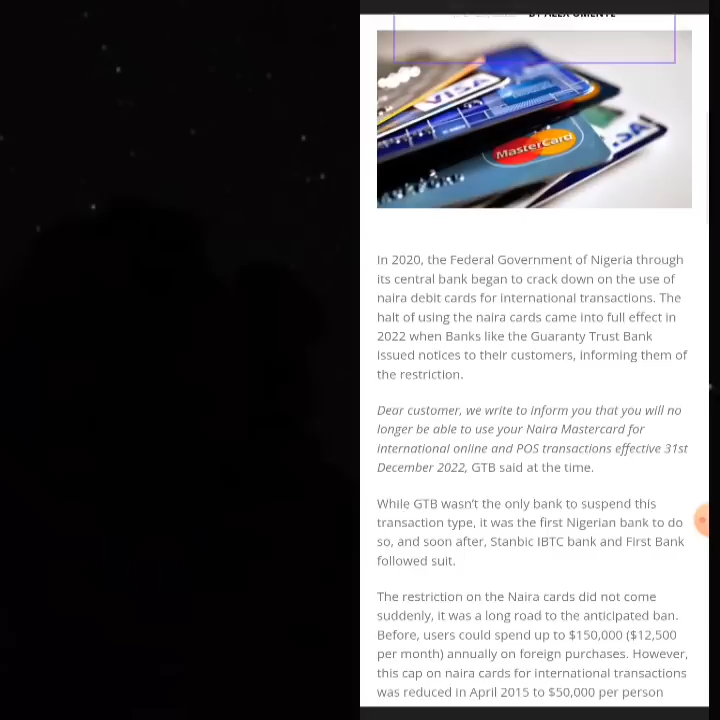 BY ALEX OMENYE
VISA
MasterCard
In 2020, the Federal Government of Nigeria through
its central bank began to crack down on the use of
naira debit cards for international transactions. The
halt of using the naira cards came into full effect in
2022 when Banks like the Guaranty Trust Bank
issued notices to their customers, informing them of
the restriction.
Dear customer, we write to inform you that you will no
longer be able to use your Naira Mastercard for
international online and POS transactions effective 31st
December 2022, GTB said at the time.
While GTB wasn't the only bank to suspend this
transaction type, it was the first Nigerian bank to do
so, and soon after, Stanbic IBTC bank and First Bank
followed suit.
The restriction on the Naira cards did not come
suddenly, it was a long road to the anticipated ban.
Before, users could spend up to $150,000 ($12,500
per month) annually on foreign purchases. However,
this cap on naira cards for international transactions
was reduced in April 2015 to $50,000 per person